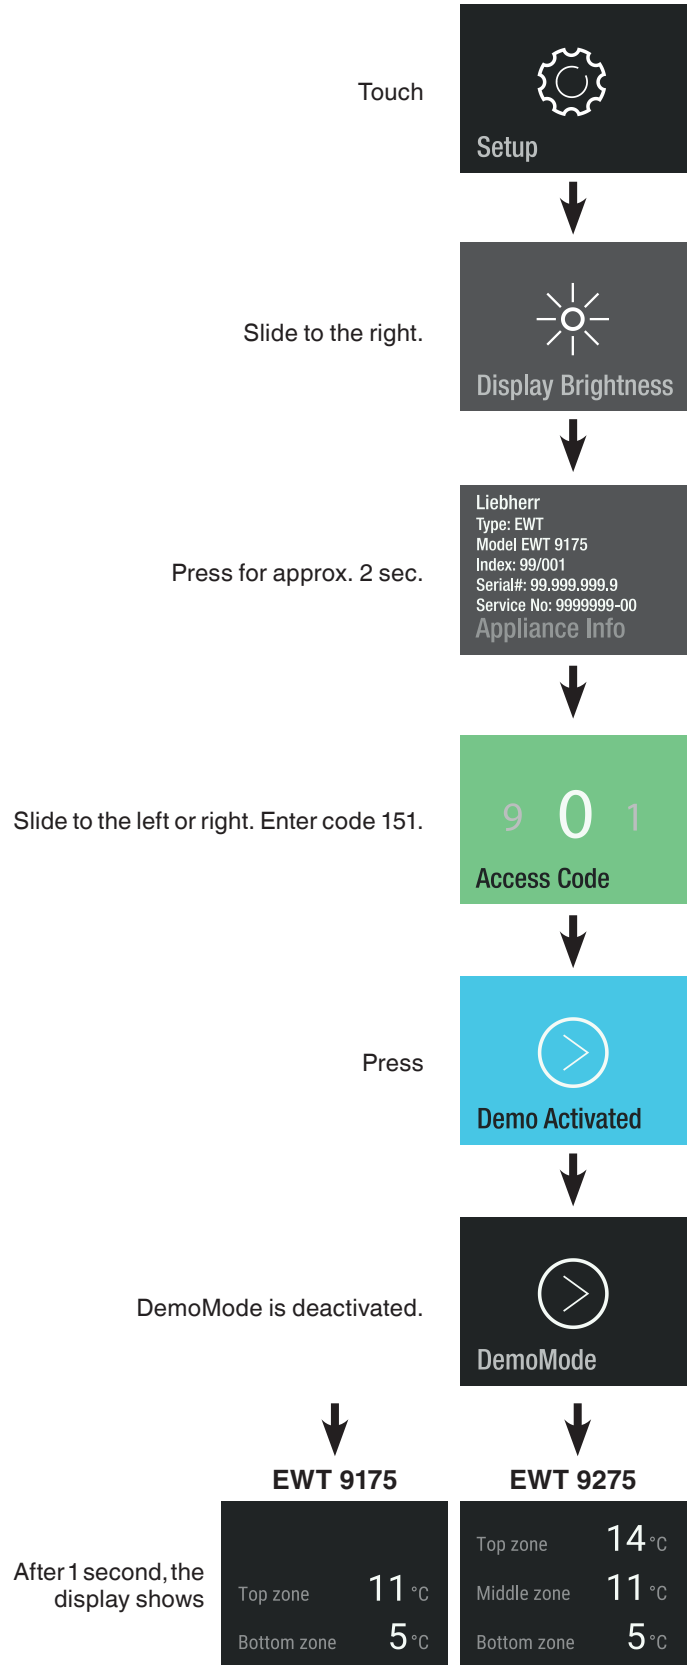 Touch
Setup
Slide to the right.
Display Brightness
Press for approx. 2 sec.
Liebherr
Type: EWT
Model EWT 9175
Index: 99/001
Serial#: 99.999.999.9
Service No: 9999999-00
Appliance Info
Slide to the left or right. Enter code 151.
9 0 1
Access Code
Press
Demo Activated
DemoMode is deactivated.
DemoMode
EWT 9175
EWT 9275
After 1 second, the
display shows
Top zone 11 °C
Bottom zone 5 °C
Top zone 14 °C
Middle zone 11 °C
Bottom zone 5 °C